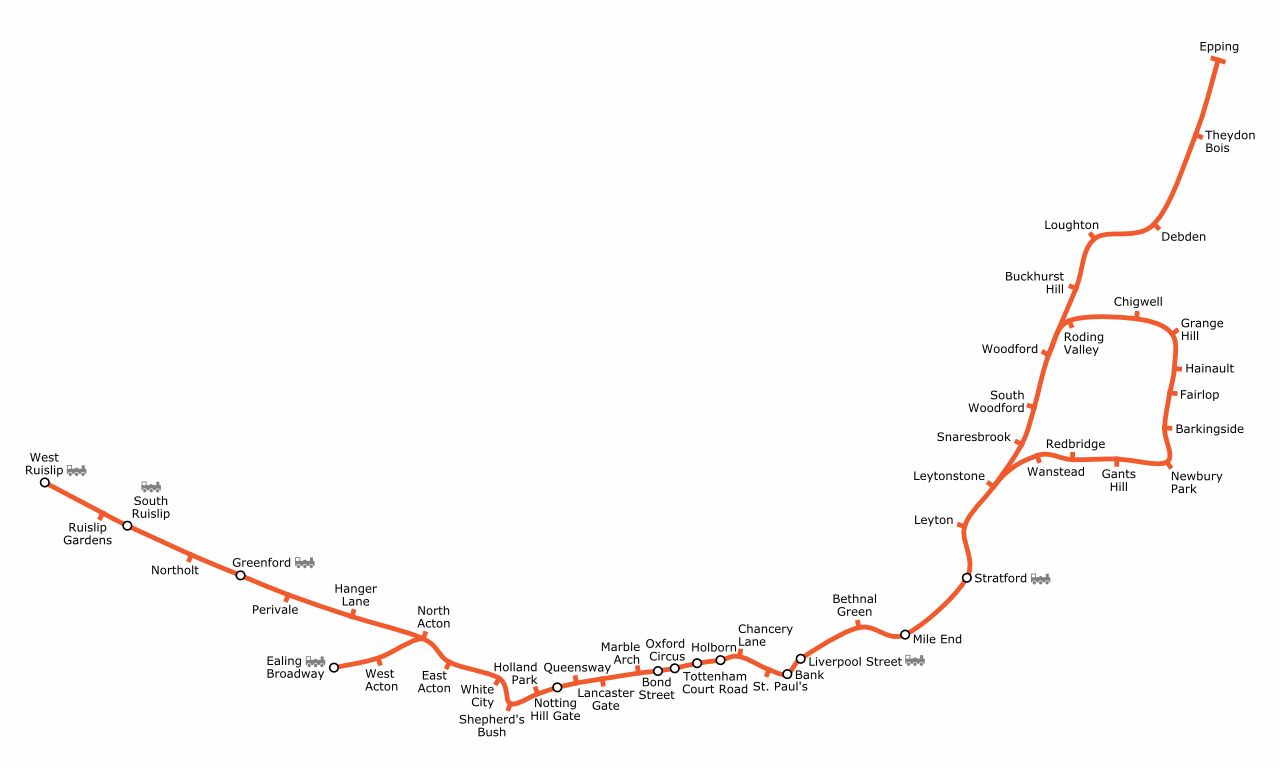 Epping
Theydon
Bois
Loughton
Debden
Buckhurst
Hill
Chigwell
Grange
Hill
Roding
Valley
Woodford
Hainault
South
Woodford
Fairlop
Barkingside
Snaresbrook
Redbridge
Wanstead
Gants
Hill
Newbury
Park
Leytonstone
Leyton
Stratford
West
Ruislip
South
Ruislip
Ruislip
Gardens
Northolt
Greenford
Perivale
Hanger
Lane
North
Acton
Ealing
Broadway
West
Acton
East
Acton
White
City
Shepherd's
Bush
Holland
Park
Notting
Hill Gate
Queensway
Lancaster
Gate
Marble
Arch
Bond
Street
Oxford
Circus
Tottenham
Court Road
Holborn
Chancery
Lane
St. Paul's
Bank
Liverpool Street
Bethnal
Green
Mile End